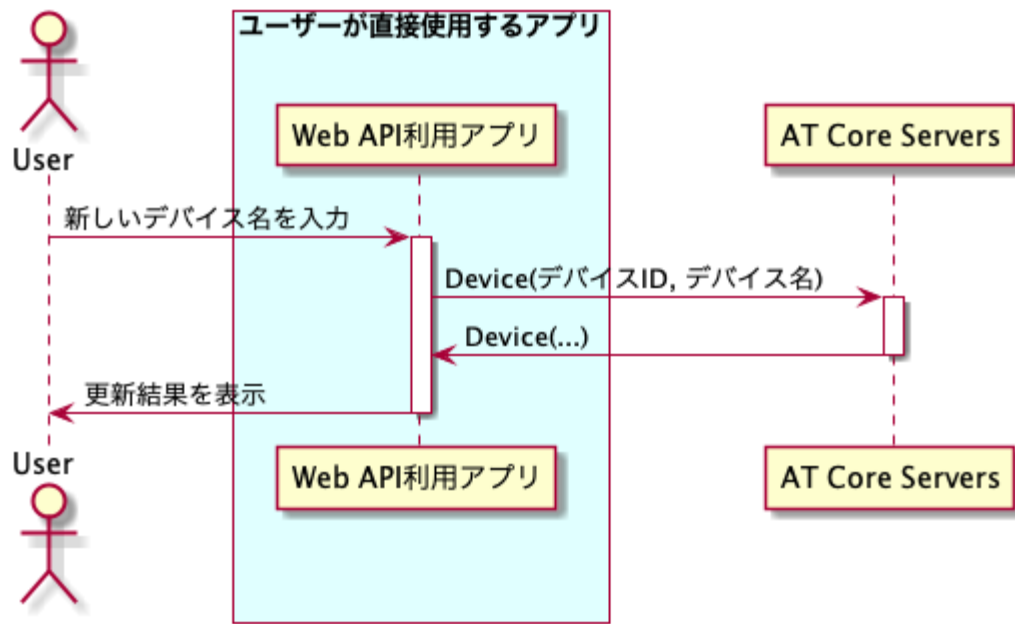 ユーザーが直接使用するアプリ
User
Web API利用アプリ
AT Core Servers
新しいデバイス名を入力
Device(デバイスID, デバイス名)
Device(...)
更新結果を表示
User
Web API利用アプリ
AT Core Servers